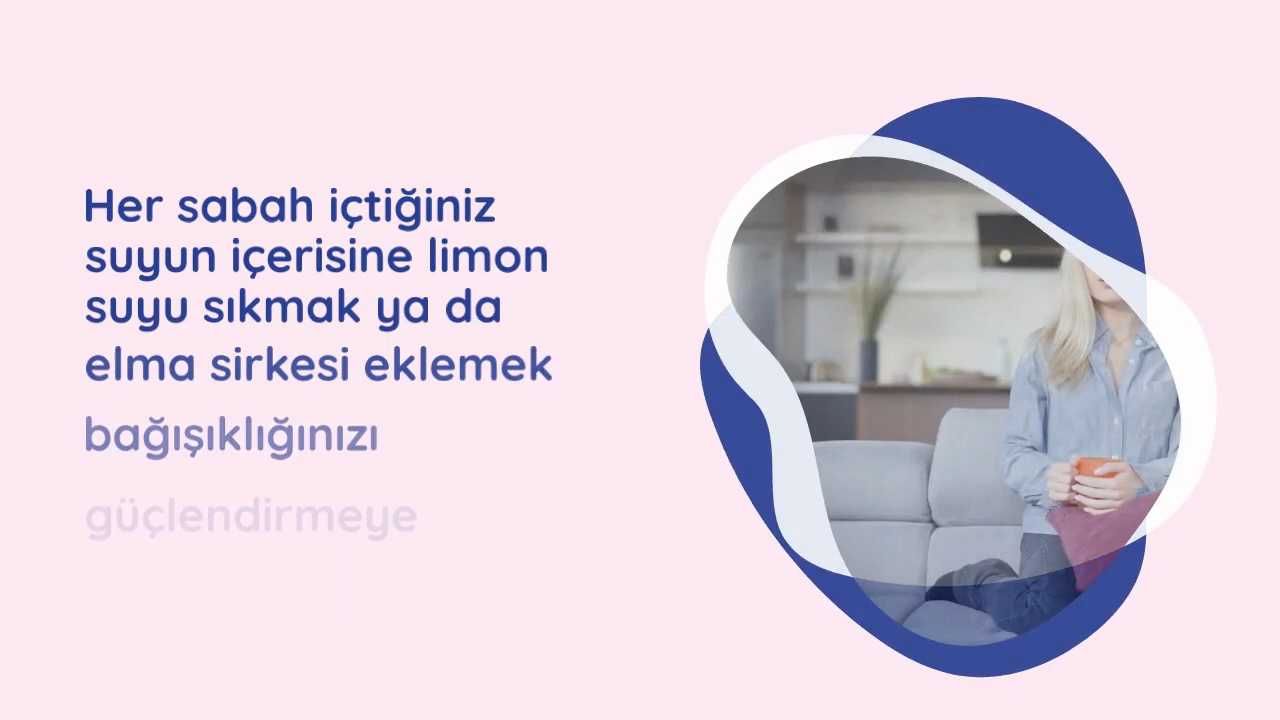 Her sabah içtiğiniz
suyun içerisine limon
suyu sıkmak ya da
elma sirkesi eklemek
bağışıklığınızı
güçlendirmeye